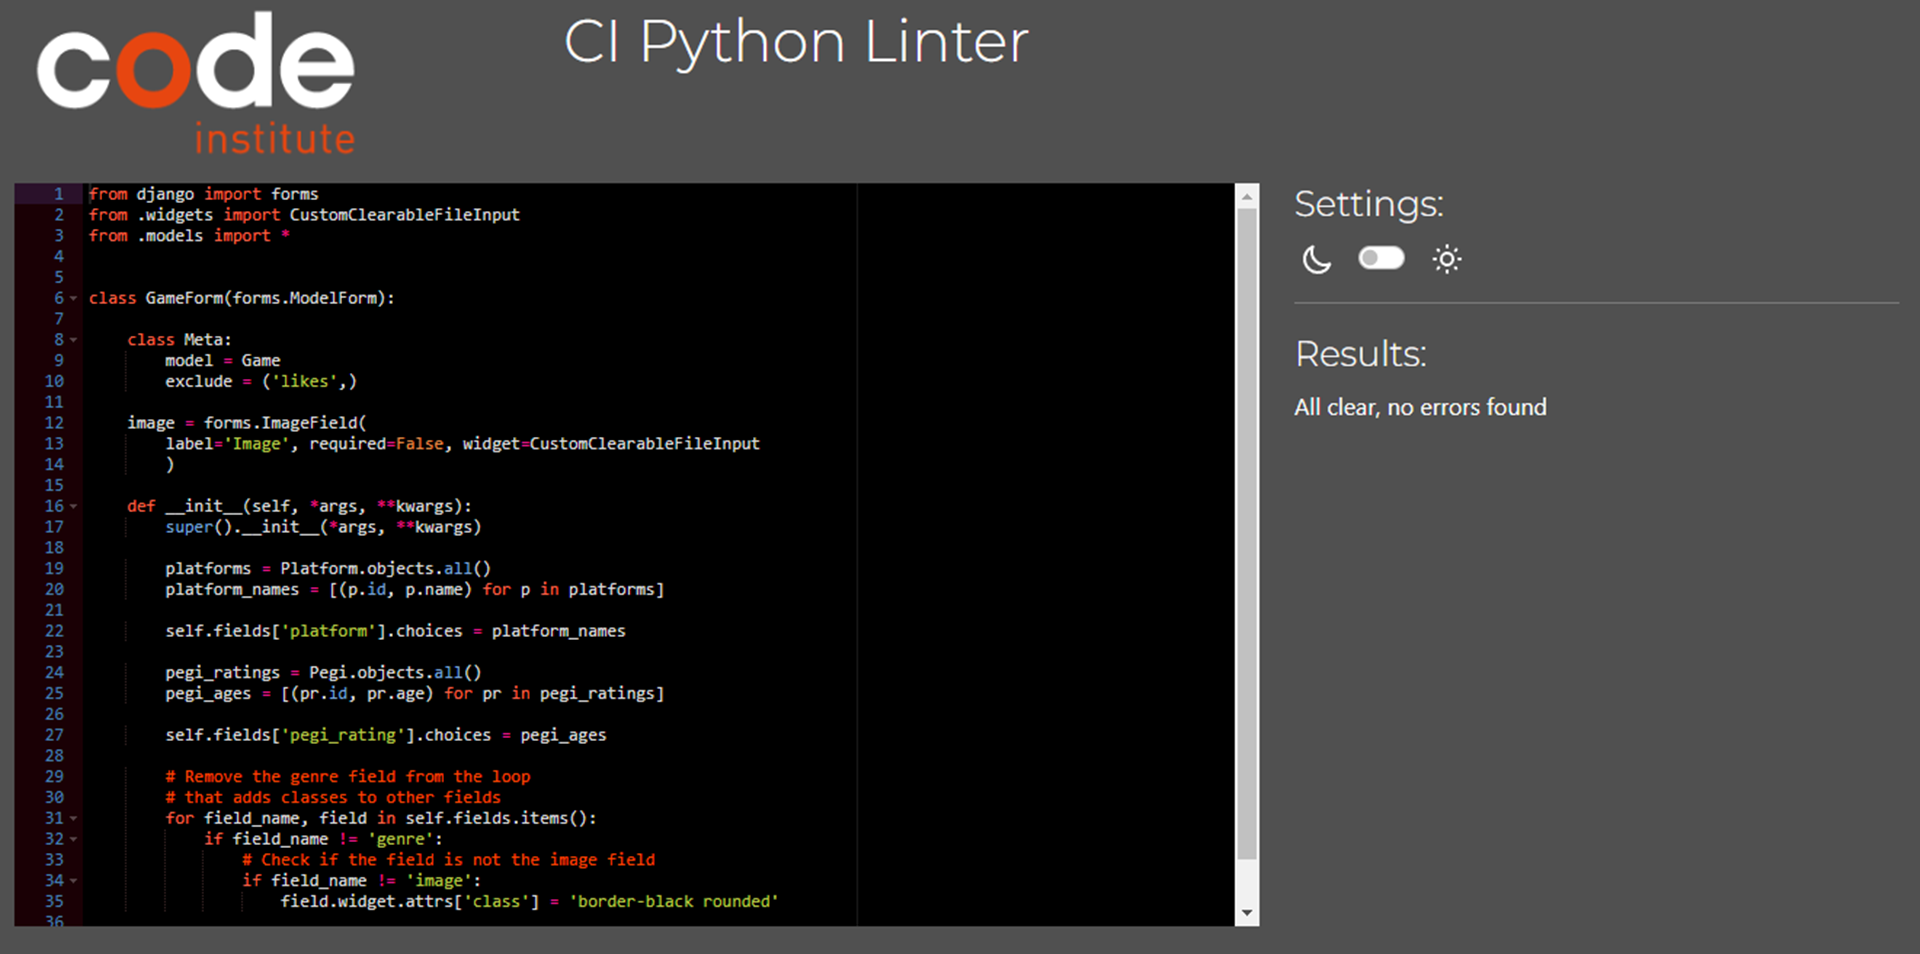 code
institute
CI Python Linter
1 from django import forms
2 from .widgets import CustomClearableFileInput
3 from .models import *
4
5
6 class GameForm(forms.ModelForm):
7
8     class Meta:
9         model = Game
10         exclude = ('likes',)
11
12     image = forms.ImageField(
13         label='Image', required=False, widget=CustomClearableFileInput
14         )
15
16     def __init__(self, *args, **kwargs):
17         super().__init__(*args, **kwargs)
18
19         platforms = Platform.objects.all()
20         platform_names = [(p.id, p.name) for p in platforms]
21
22         self.fields['platform'].choices = platform_names
23
24         pegi_ratings = Pegi.objects.all()
25         pegi_ages = [(pr.id, pr.age) for pr in pegi_ratings]
26
27         self.fields['pegi_rating'].choices = pegi_ages
28
29         # Remove the genre field from the loop
30         # that adds classes to other fields
31         for field_name, field in self.fields.items():
32             if field_name != 'genre':
33                 # Check if the field is not the image field
34                 if field_name != 'image':
35                     field.widget.attrs['class'] = 'border-black rounded'
36
Settings:
Results:
All clear, no errors found